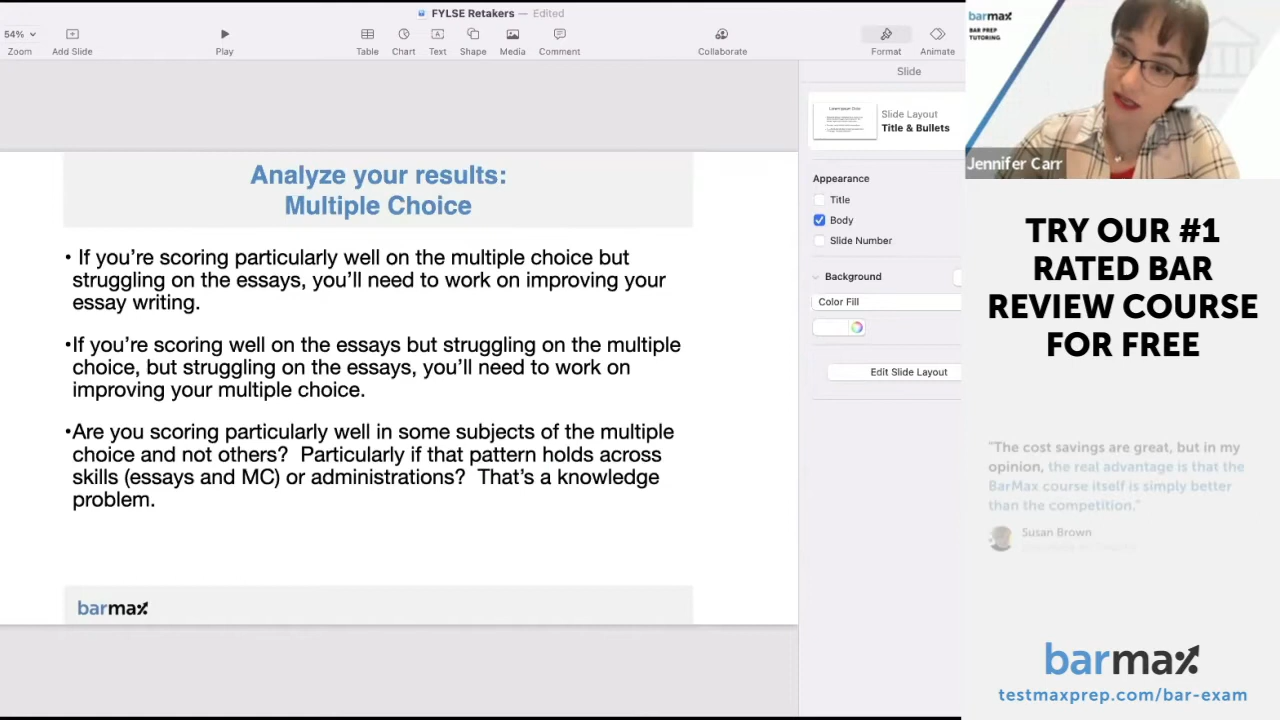 FYLSE Retakers — Edited
54%
Zoom
Add Slide
Play
Table
Chart
Text
Shape
Media
Comment
Collaborate
Format
Animate
Slide
Slide Layout
Title & Bullets
Appearance
Title
Body
Slide Number
Background
Color Fill
Edit Slide Layout
Analyze your results:
Multiple Choice
• If you're scoring particularly well on the multiple choice but
struggling on the essays, you'll need to work on improving your
essay writing.
•If you're scoring well on the essays but struggling on the multiple
choice, but struggling on the essays, you'll need to work on
improving your multiple choice.
•Are you scoring particularly well in some subjects of the multiple
choice and not others?  Particularly if that pattern holds across
skills (essays and MC) or administrations?  That's a knowledge
problem.
barmax
barmax
BAR PREP
TUTORING
Jennifer Carr
TRY OUR #1
RATED BAR
REVIEW COURSE
FOR FREE
"The cost savings are great, but in my
opinion, the real advantage is that the
BarMax course itself is simply better
than the competition."
Susan Brown
barmax
testmaxprep.com/bar-exam